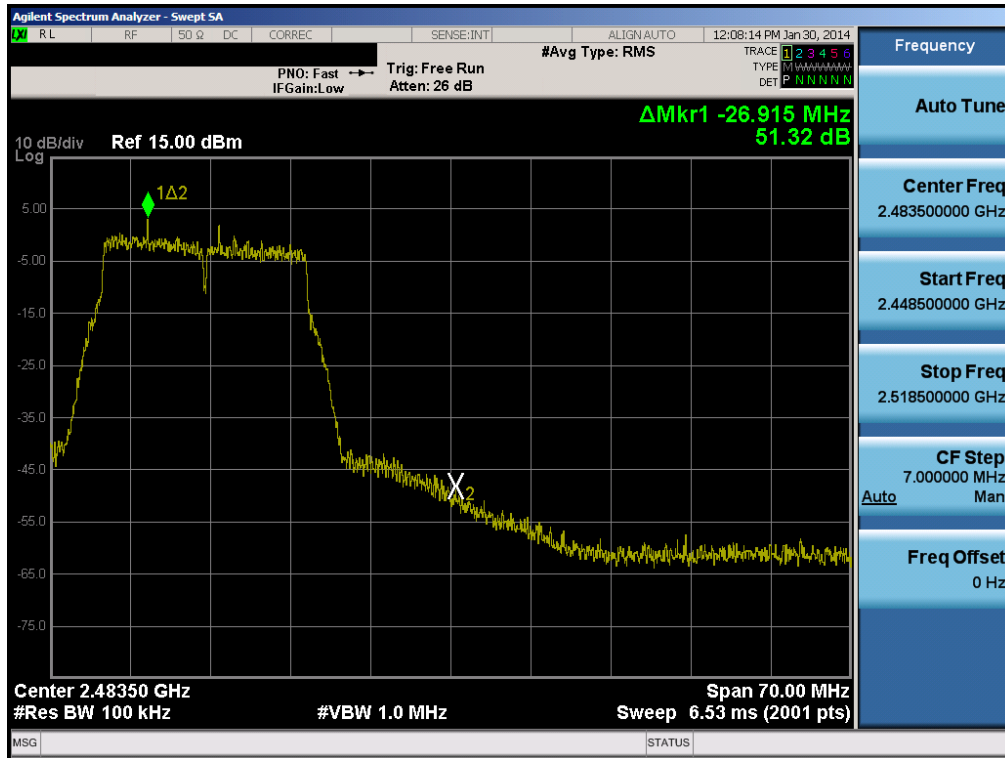 Agilent Spectrum Analyzer - Swept SA
LXI RL RF 50 Ω DC CORREC SENSE:INT ALIGN AUTO 12:08:14 PM Jan 30, 2014
PNO: Fast
IFGain:Low
Trig: Free Run
Atten: 26 dB
#Avg Type: RMS
TRACE 1 2 3 4 5 6
TYPE M WWWWW
DET P N N N N N
ΔMkr1 -26.915 MHz
51.32 dB
10 dB/div Ref 15.00 dBm
Log
1Δ2
5.00
-5.00
-15.0
-25.0
-35.0
-45.0
X2
-55.0
-65.0
-75.0
Center 2.48350 GHz Span 70.00 MHz
#Res BW 100 kHz #VBW 1.0 MHz Sweep 6.53 ms (2001 pts)
MSG STATUS
Frequency
Auto Tune
Center Freq
2.483500000 GHz
Start Freq
2.448500000 GHz
Stop Freq
2.518500000 GHz
CF Step
7.000000 MHz
Auto Man
Freq Offset
0 Hz